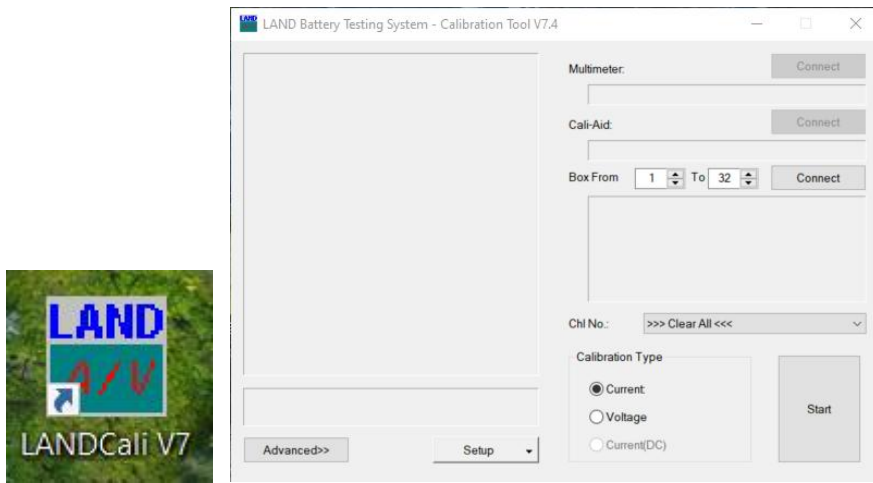 LAND
A/V
LANDCali V7
LAND
LAND Battery Testing System - Calibration Tool V7.4
Multimeter:
Connect
Cali-Aid:
Connect
Box From 1 To 32
Connect
Chl No.: >>> Clear All <<<
Calibration Type
Current
Voltage
Current(DC)
Start
Advanced>>
Setup